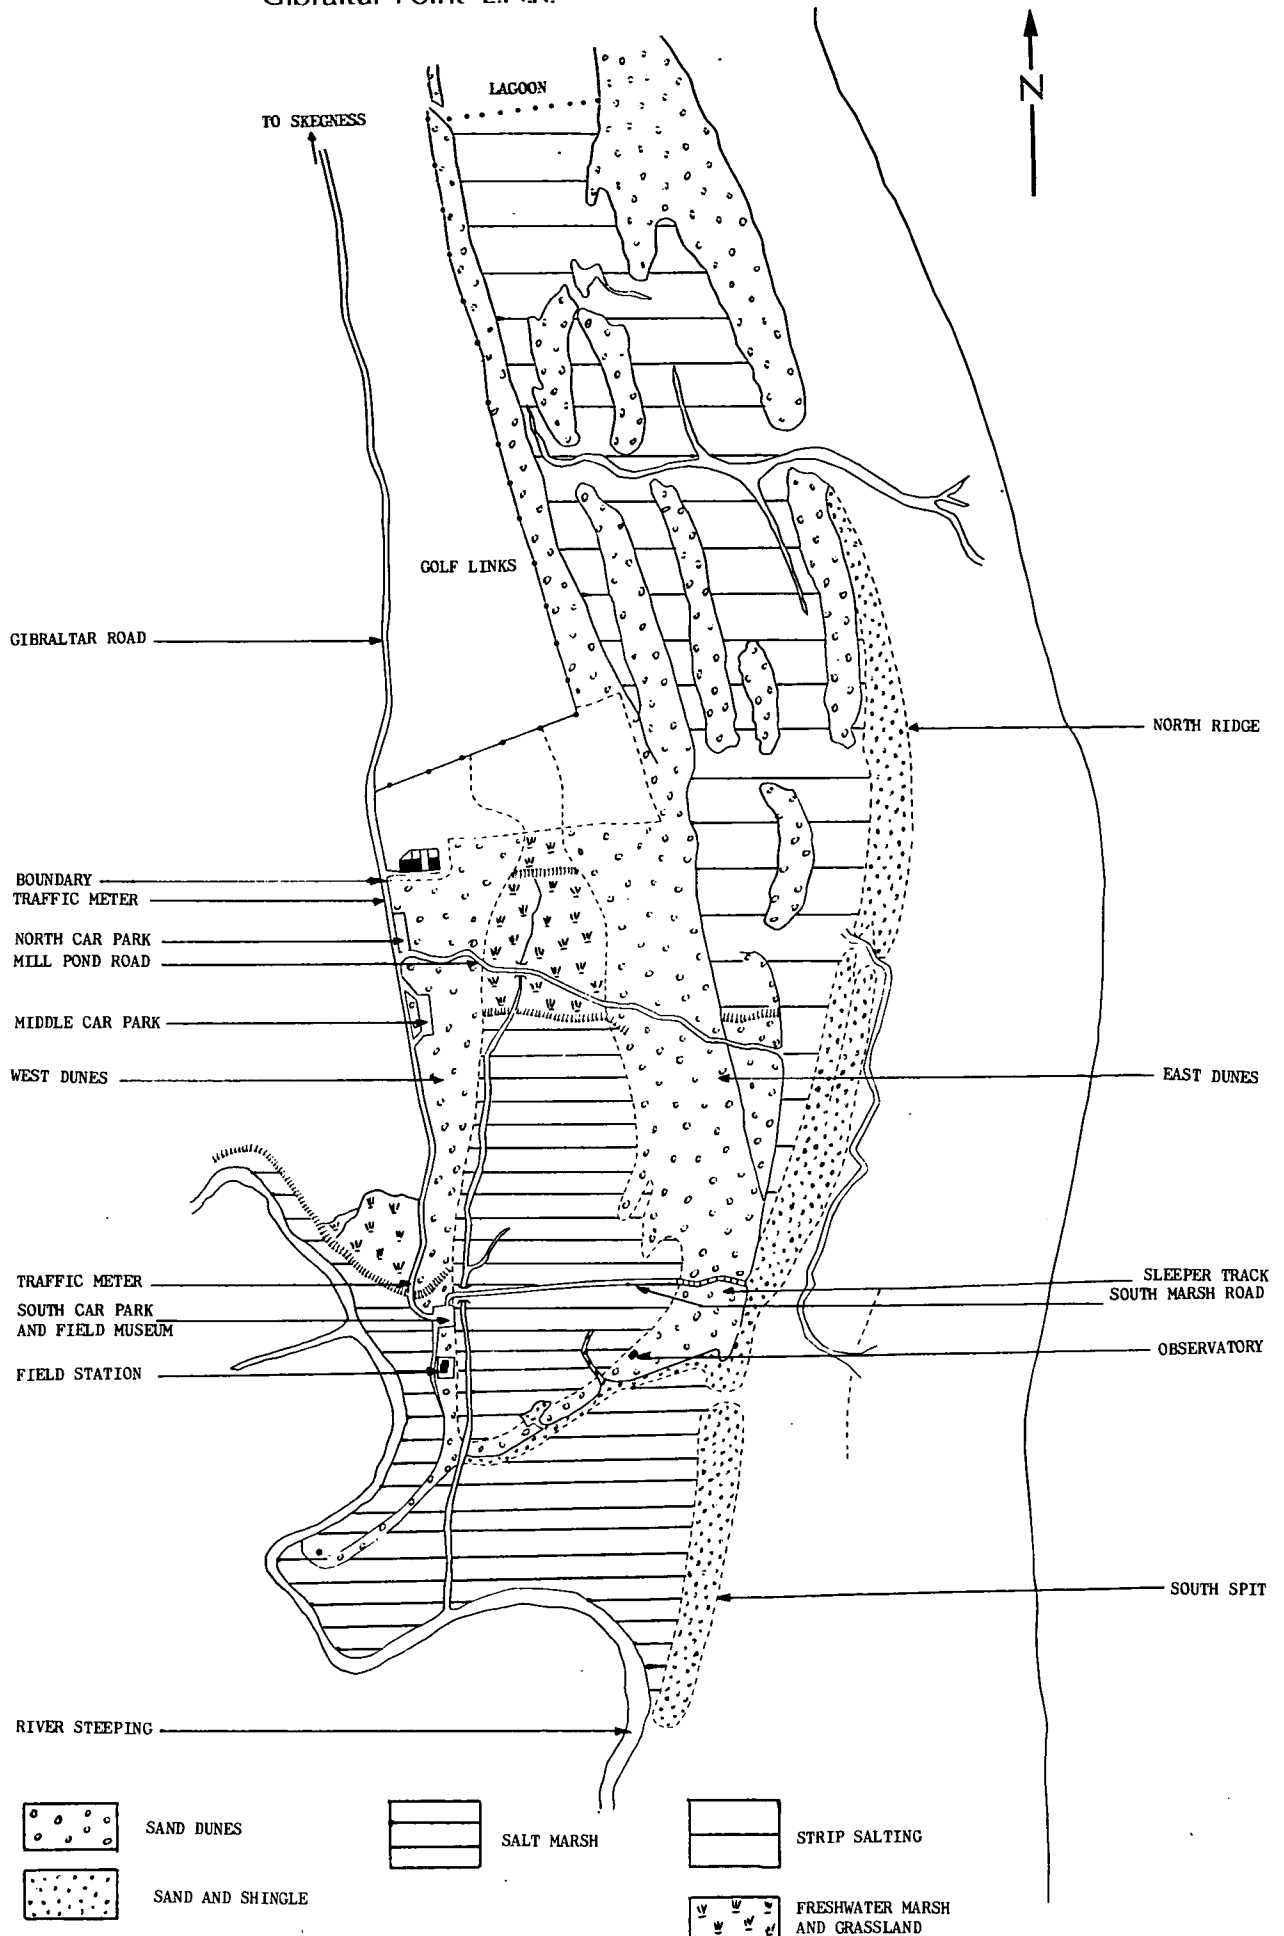 Gibraltar Point L.N.R.
N
LAGOON
TO SKEGNESS
GOLF LINKS
GIBRALTAR ROAD
NORTH RIDGE
BOUNDARY
TRAFFIC METER
NORTH CAR PARK
MILL POND ROAD
MIDDLE CAR PARK
WEST DUNES
EAST DUNES
TRAFFIC METER
SLEEPER TRACK
SOUTH MARSH ROAD
SOUTH CAR PARK
AND FIELD MUSEUM
OBSERVATORY
FIELD STATION
SOUTH SPIT
RIVER STEEPING
SAND DUNES
SALT MARSH
STRIP SALTING
SAND AND SHINGLE
FRESHWATER MARSH
AND GRASSLAND